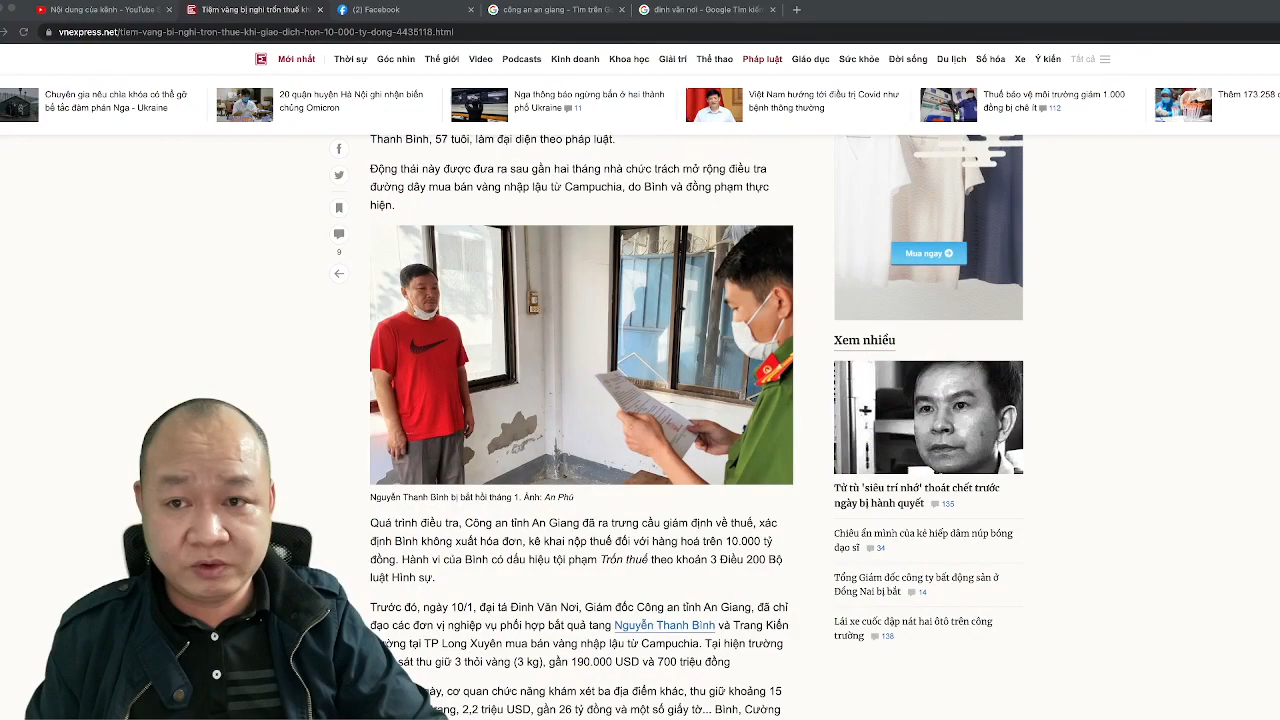 Nội dung của kênh - YouTube S
Tiệm vàng bị nghi trốn thuế kh
(2) Facebook
công an an giang - Tìm trên Go
đinh văn nơi - Google Tìm kiếm
vnexpress.net/tiem-vang-bi-nghi-tron-thue-khi-giao-dich-hon-10-000-ty-dong-4435118.html
Mới nhất Thời sự Góc nhìn Thế giới Video Podcasts Kinh doanh Khoa học Giải trí Thể thao Pháp luật Giáo dục Sức khỏe Đời sống Du lịch Số hóa Xe Ý kiến Tất cả
Chuyên gia nêu chìa khóa có thể gỡ
bế tắc đàm phán Nga - Ukraine
20 quận huyện Hà Nội ghi nhận biến
chủng Omicron
Nga thông báo ngừng bắn ở hai thành
phố Ukraine 11
Việt Nam hướng tới điều trị Covid như
bệnh thông thường
Thuế bảo vệ môi trường giảm 1.000
đồng bị chê ít 112
Thêm 173.258 c
Thanh Bình, 57 tuổi, làm đại diện theo pháp luật.
Động thái này được đưa ra sau gần hai tháng nhà chức trách mở rộng điều tra
đường dây mua bán vàng nhập lậu từ Campuchia, do Bình và đồng phạm thực
hiện.
9
Nguyễn Thanh Bình bị bắt hồi tháng 1. Ảnh: An Phú
Quá trình điều tra, Công an tỉnh An Giang đã ra trưng cầu giám định về thuế, xác
định Bình không xuất hóa đơn, kê khai nộp thuế đối với hàng hoá trên 10.000 tỷ
đồng. Hành vi của Bình có dấu hiệu tội phạm Trốn thuế theo khoản 3 Điều 200 Bộ
luật Hình sự.
Trước đó, ngày 10/1, đại tá Đinh Văn Nơi, Giám đốc Công an tỉnh An Giang, đã chỉ
đạo các đơn vị nghiệp vụ phối hợp bắt quả tang Nguyễn Thanh Bình và Trang Kiến
ờng tại TP Long Xuyên mua bán vàng nhập lậu từ Campuchia. Tại hiện trường
sát thu giữ 3 thỏi vàng (3 kg), gần 190.000 USD và 700 triệu đồng
gày, cơ quan chức năng khám xét ba địa điểm khác, thu giữ khoảng 15
àng, 2,2 triệu USD, gần 26 tỷ đồng và một số giấy tờ... Bình, Cường
Mua ngay
Xem nhiều
Tử tù 'siêu trí nhớ' thoát chết trước
ngày bị hành quyết 135
Chiêu ẩn mình của kẻ hiếp dâm núp bóng
đạo sĩ 34
Tổng Giám đốc công ty bất động sản ở
Đồng Nai bị bắt 14
Lái xe cuốc đập nát hai ôtô trên công
trường 136